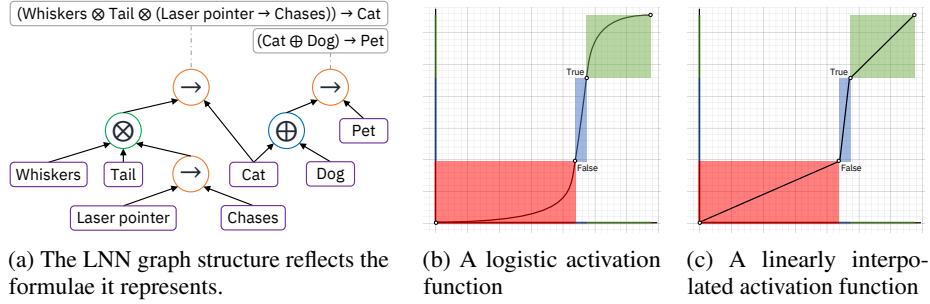 (Whiskers ⊗ Tail ⊗ (Laser pointer → Chases)) → Cat
(Cat ⊕ Dog) → Pet
→
→
⊗
⊕
Pet
Whiskers
Tail
→
Cat
Dog
Laser pointer
Chases
True
False
True
False
(a) The LNN graph structure reflects the
formulae it represents.
(b) A logistic activation
function
(c) A linearly interpo-
lated activation function